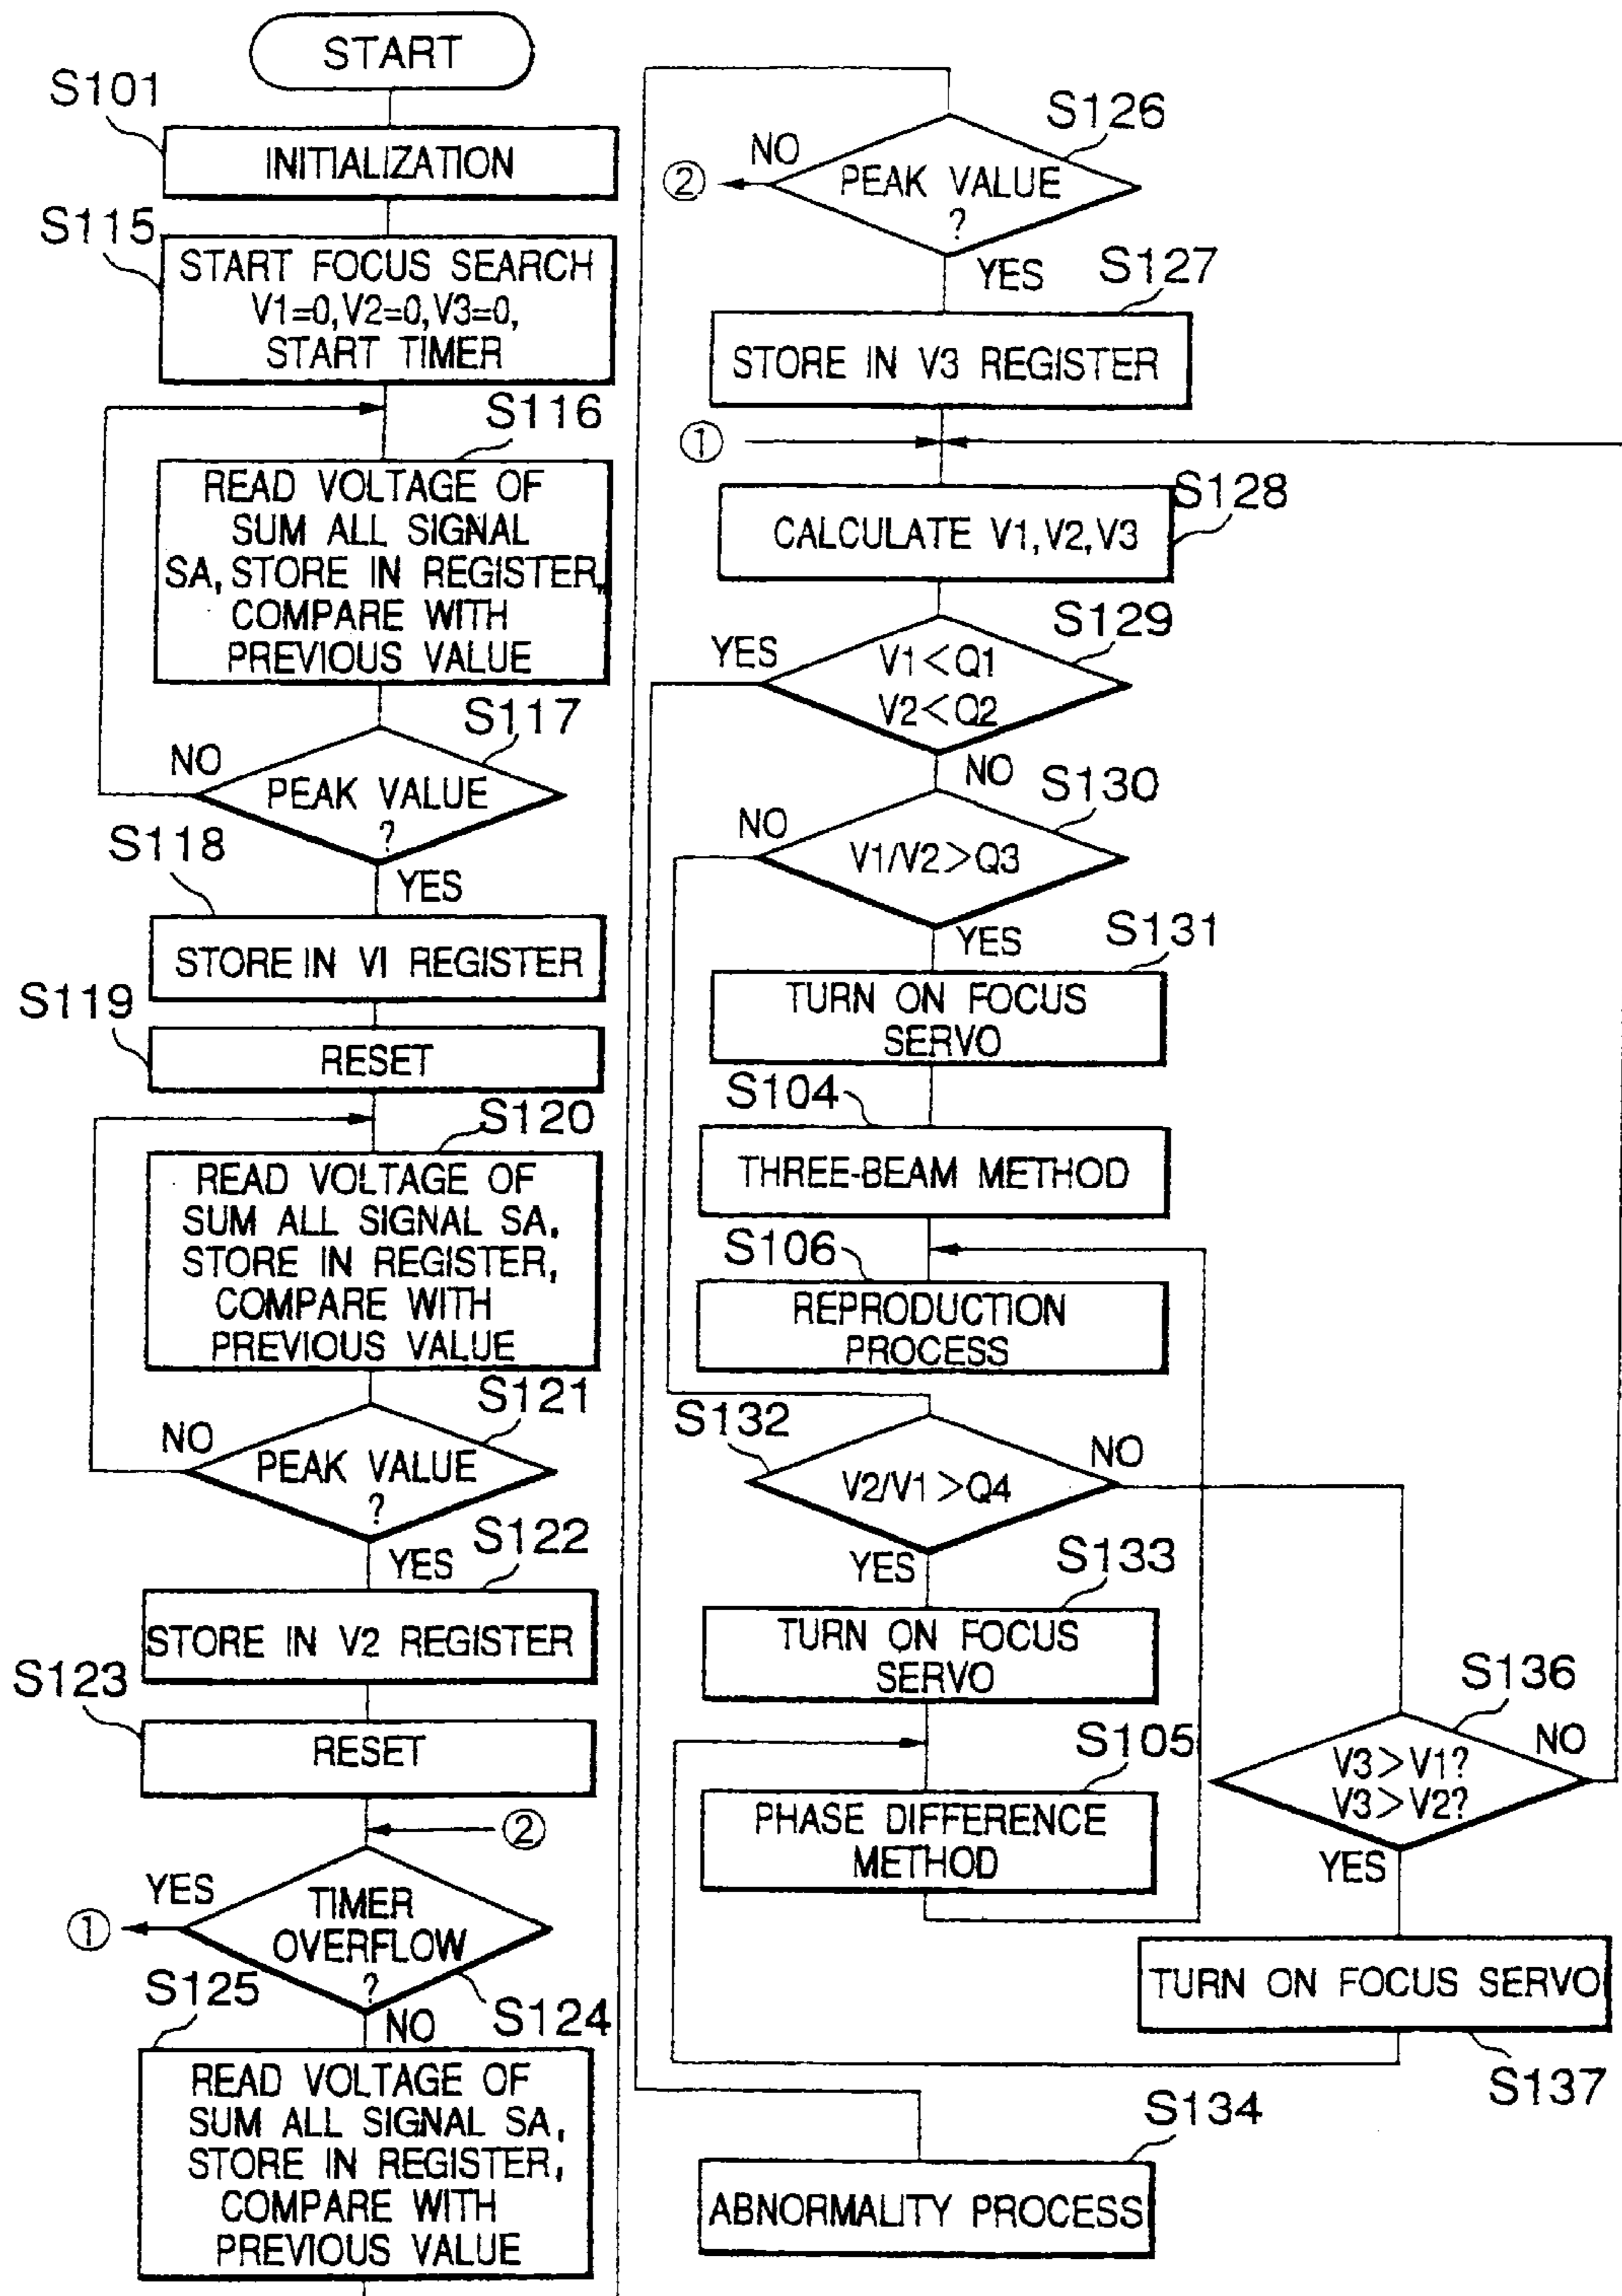 START
S101
INITIALIZATION
S115
START FOCUS SEARCH
V1=0,V2=0,V3=0,
START TIMER
S116
READ VOLTAGE OF
SUM ALL SIGNAL
SA, STORE IN REGISTER,
COMPARE WITH
PREVIOUS VALUE
S117
NO
PEAK VALUE
?
S118
YES
STORE IN VI REGISTER
S119
RESET
S120
READ VOLTAGE OF
SUM ALL SIGNAL SA,
STORE IN REGISTER,
COMPARE WITH
PREVIOUS VALUE
S121
NO
PEAK VALUE
?
YES
S122
STORE IN V2 REGISTER
S123
RESET
②
YES
①
TIMER
OVERFLOW
?
S124
S125
NO
READ VOLTAGE OF
SUM ALL SIGNAL SA,
STORE IN REGISTER,
COMPARE WITH
PREVIOUS VALUE
S126
NO
②
PEAK VALUE
?
YES
S127
STORE IN V3 REGISTER
①
S128
CALCULATE V1,V2,V3
S129
YES
V1<Q1
V2<Q2
NO
S130
NO
V1/V2>Q3
YES
S131
TURN ON FOCUS
SERVO
S104
THREE-BEAM METHOD
S106
REPRODUCTION
PROCESS
S132
NO
V2/V1>Q4
YES
S133
TURN ON FOCUS
SERVO
S105
PHASE DIFFERENCE
METHOD
S136
NO
V3>V1?
V3>V2?
YES
TURN ON FOCUS SERVO
S137
S134
ABNORMALITY PROCESS